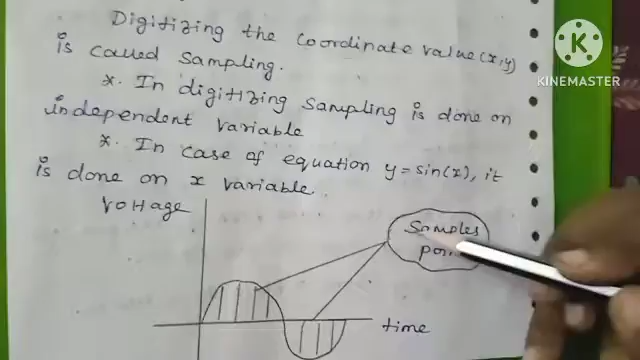 Digitizing the coordinate value (x,y)
is called sampling.
*. In digitizing sampling is done on
independent variable
*. In case of equation y = sin(x), it
is done on x variable.
Voltage
Samples
time
KINEMASTER